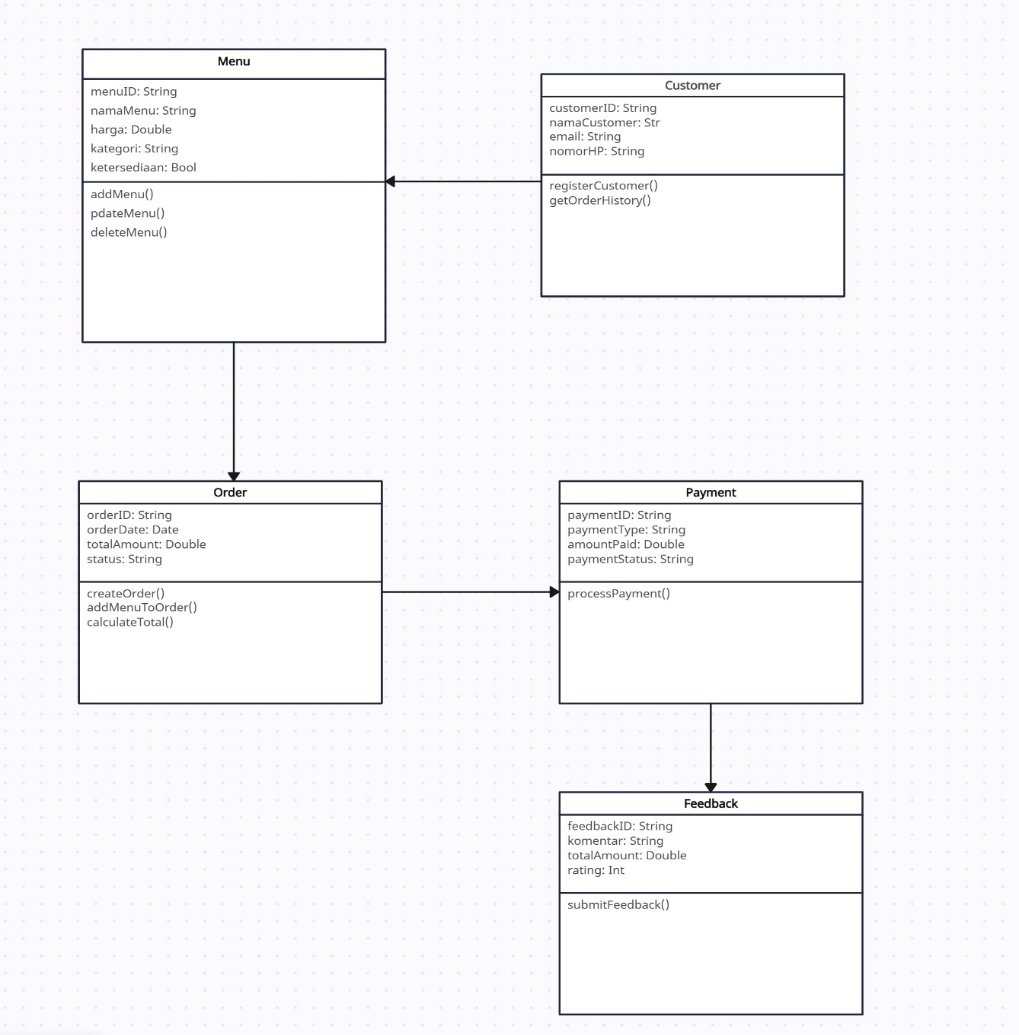 Menu
menuID: String
namaMenu: String
harga: Double
kategori: String
ketersediaan: Bool
addMenu()
pdateMenu()
deleteMenu()
Customer
customerID: String
namaCustomer: Str
email: String
nomorHP: String
registerCustomer()
getOrderHistory()
Order
orderID: String
orderDate: Date
totalAmount: Double
status: String
createOrder()
addMenuToOrder()
calculateTotal()
Payment
paymentID: String
paymentType: String
amountPaid: Double
paymentStatus: String
processPayment()
Feedback
feedbackID: String
komentar: String
totalAmount: Double
rating: Int
submitFeedback()